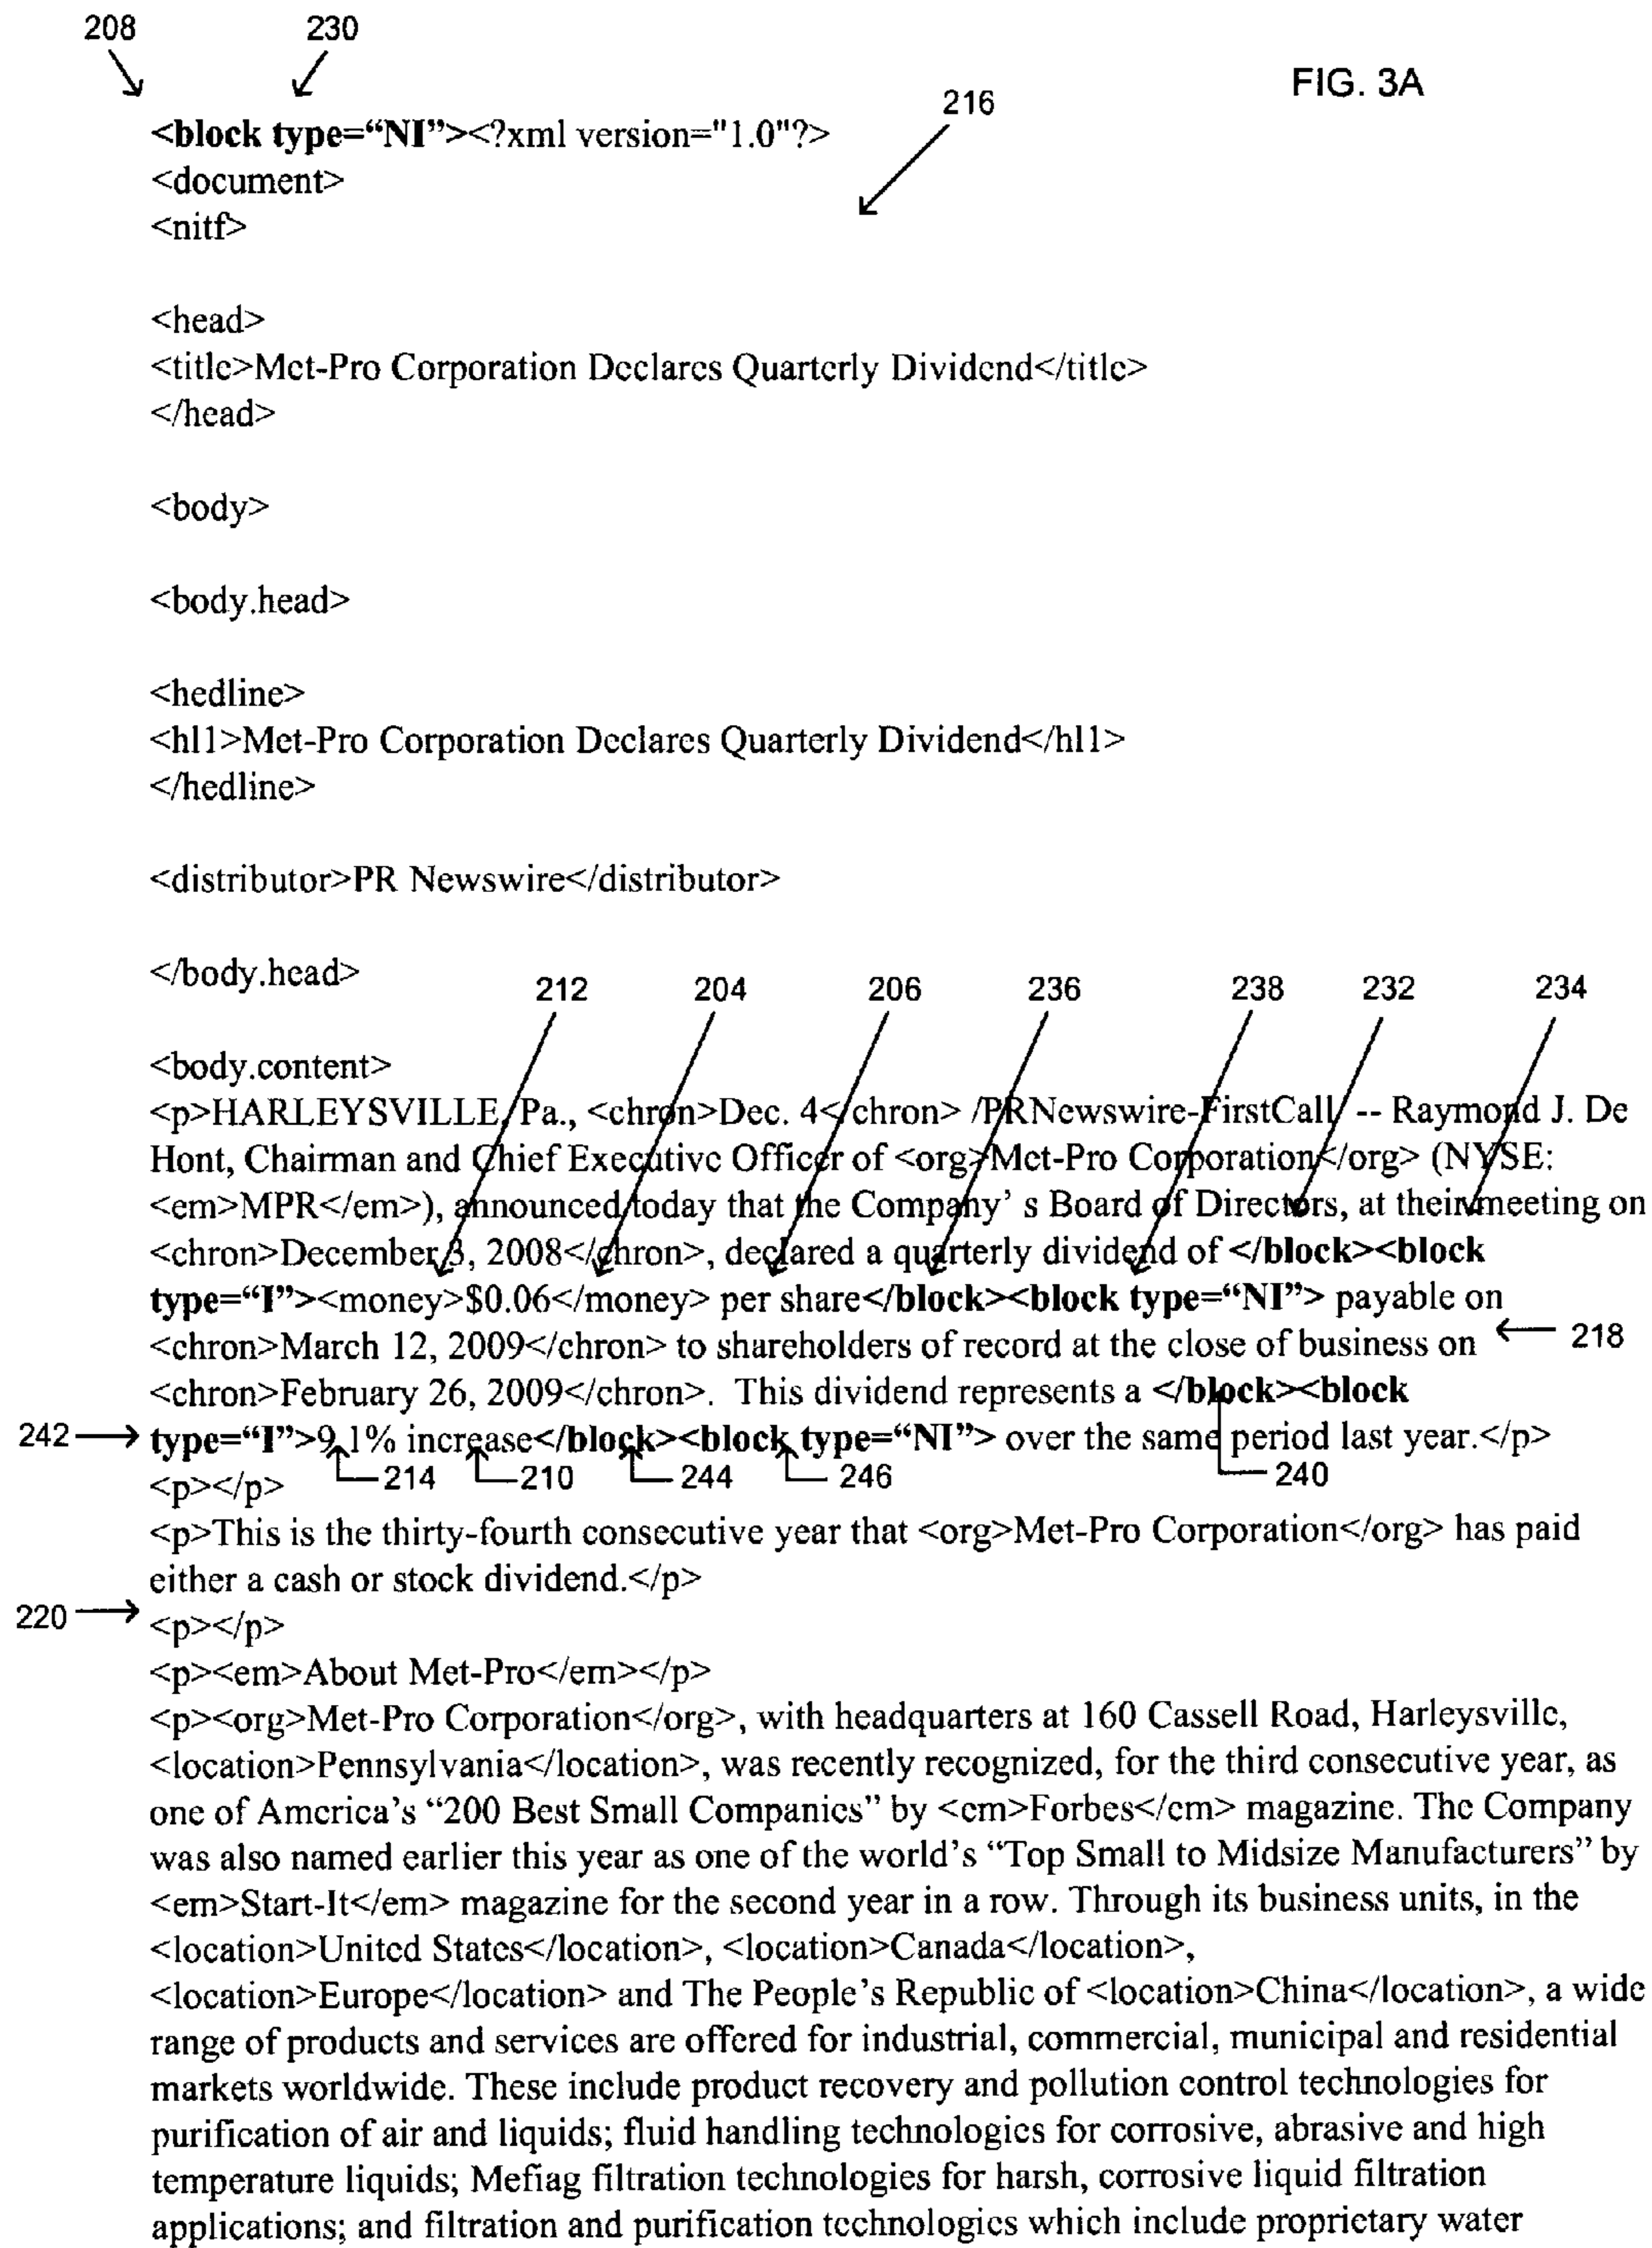 208 230
FIG. 3A
216
<block type=“NI”><?xml version="1.0"?>
<document>
<nitf>
<head>
<title>Met-Pro Corporation Declares Quarterly Dividend</title>
</head>
<body>
<body.head>
<hedline>
<hl1>Met-Pro Corporation Declares Quarterly Dividend</hl1>
</hedline>
<distributor>PR Newswire</distributor>
</body.head>
212 204 206 236 238 232 234
<body.content>
<p>HARLEYSVILLE, Pa., <chron>Dec. 4</chron> /PRNewswire-FirstCall/ -- Raymond J. De
Hont, Chairman and Chief Executive Officer of <org>Met-Pro Corporation</org> (NYSE:
<em>MPR</em>), announced today that the Company’ s Board of Directors, at their meeting on
<chron>December 3, 2008</chron>, declared a quarterly dividend of </block><block
type=“I”><money>$0.06</money> per share</block><block type=“NI”> payable on
<chron>March 12, 2009</chron> to shareholders of record at the close of business on 218
<chron>February 26, 2009</chron>. This dividend represents a </block><block
242 type=“I”>9.1% increase</block><block type=“NI”> over the same period last year.</p>
<p></p> 214 210 244 246 240
<p>This is the thirty-fourth consecutive year that <org>Met-Pro Corporation</org> has paid
either a cash or stock dividend.</p>
220 <p></p>
<p><em>About Met-Pro</em></p>
<p><org>Met-Pro Corporation</org>, with headquarters at 160 Cassell Road, Harleysville,
<location>Pennsylvania</location>, was recently recognized, for the third consecutive year, as
one of America's “200 Best Small Companies” by <em>Forbes</em> magazine. The Company
was also named earlier this year as one of the world's “Top Small to Midsize Manufacturers” by
<em>Start-It</em> magazine for the second year in a row. Through its business units, in the
<location>United States</location>, <location>Canada</location>,
<location>Europe</location> and The People’s Republic of <location>China</location>, a wide
range of products and services are offered for industrial, commercial, municipal and residential
markets worldwide. These include product recovery and pollution control technologies for
purification of air and liquids; fluid handling technologies for corrosive, abrasive and high
temperature liquids; Mefiag filtration technologies for harsh, corrosive liquid filtration
applications; and filtration and purification technologies which include proprietary water